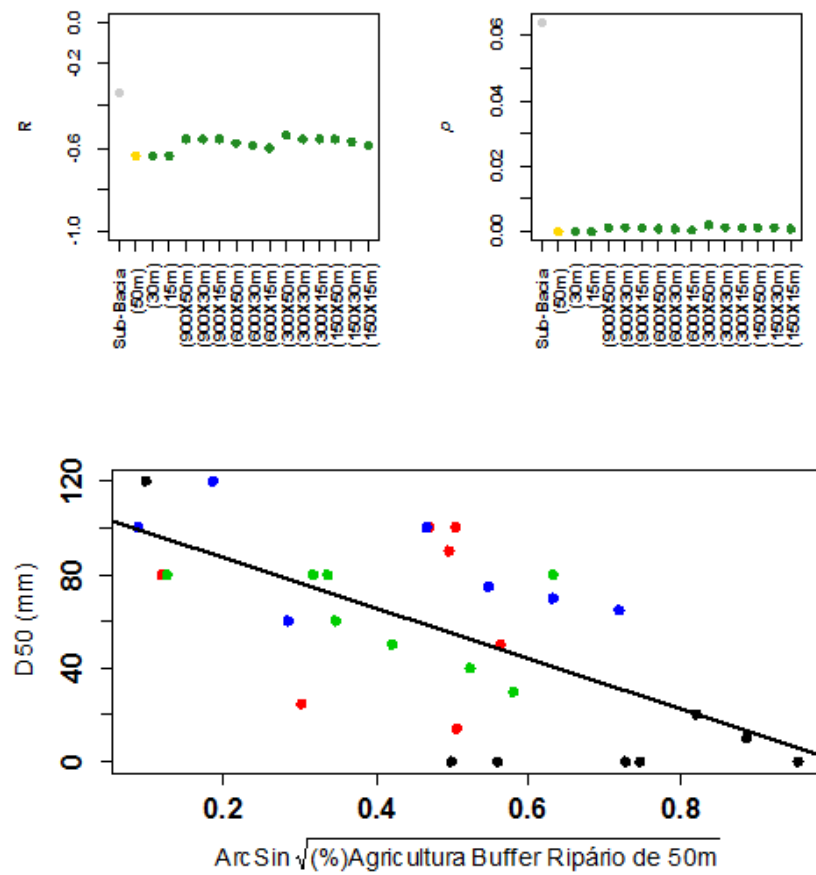 0.0
-0.2
-0.6
-1.0
R
Sub-Bacia
(50m)
(30m)
(15m)
(900X50m)
(900X30m)
(900X15m)
(600X50m)
(600X30m)
(600X15m)
(300X50m)
(300X30m)
(300X15m)
(150X50m)
(150X30m)
(150X15m)
0.06
0.04
0.02
0.00
ρ
Sub-Bacia
(50m)
(30m)
(15m)
(900X50m)
(900X30m)
(900X15m)
(600X50m)
(600X30m)
(600X15m)
(300X50m)
(300X30m)
(300X15m)
(150X50m)
(150X30m)
(150X15m)
120
80
40
0
D50 (mm)
0.2 0.4 0.6 0.8
ArcSin √(%)Agricultura Buffer Ripário de 50m